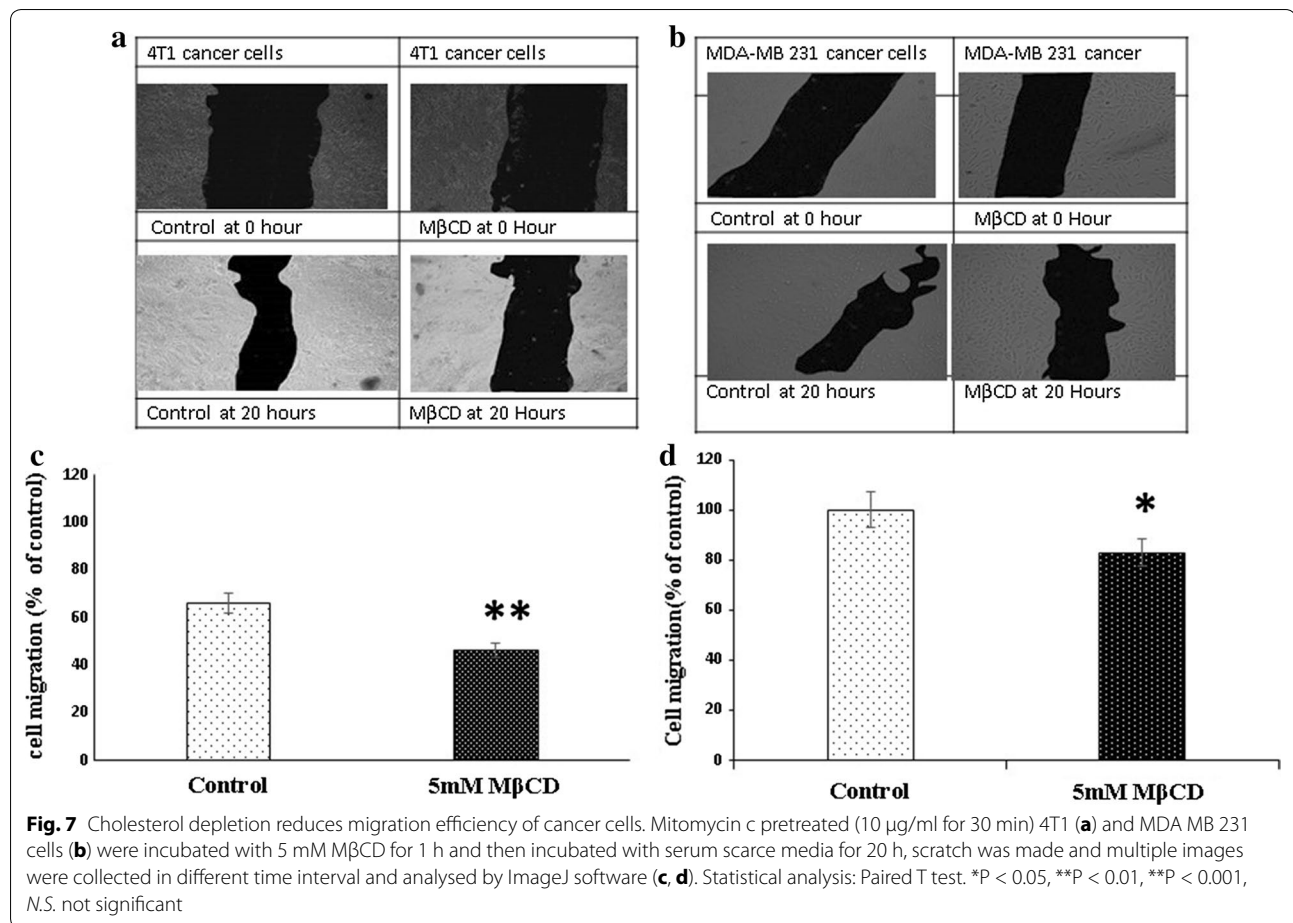 a
4T1 cancer cells
4T1 cancer cells
Control at 0 hour
MβCD at 0 Hour
Control at 20 hours
MβCD at 20 Hours
b
MDA-MB 231 cancer cells
MDA-MB 231 cancer
Control at 0 hour
MβCD at 0 Hour
Control at 20 hours
MβCD at 20 Hours
c
cell migration (% of control)
120
100
80
60
40
20
0
**
Control
5mM MβCD
d
Cell migration(% of control)
120
100
80
60
40
20
0
*
Control
5mM MβCD
Fig. 7 Cholesterol depletion reduces migration efficiency of cancer cells. Mitomycin c pretreated (10 µg/ml for 30 min) 4T1 (a) and MDA MB 231
cells (b) were incubated with 5 mM MβCD for 1 h and then incubated with serum scarce media for 20 h, scratch was made and multiple images
were collected in different time interval and analysed by ImageJ software (c, d). Statistical analysis: Paired T test. *P < 0.05, **P < 0.01, **P < 0.001,
N.S. not significant